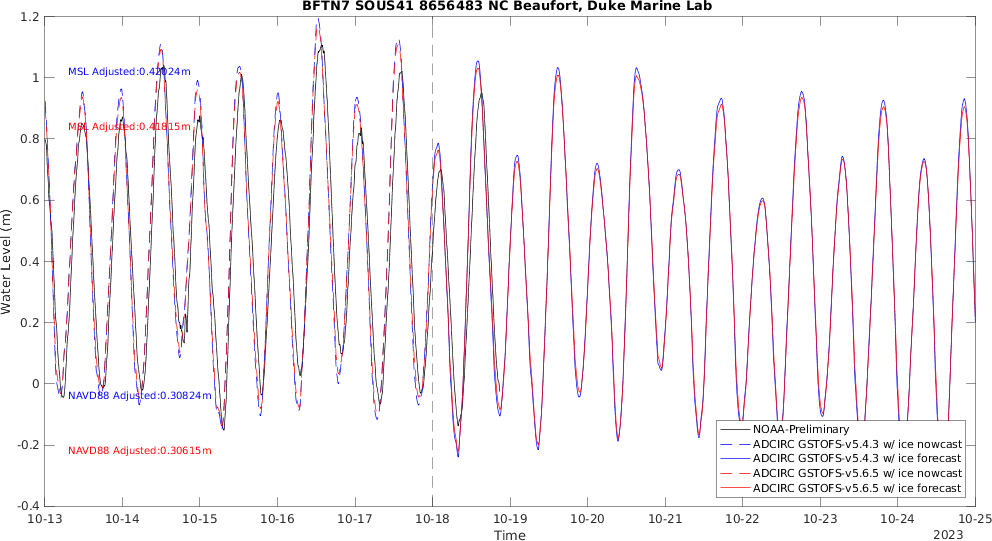 BFTN7 SOUS41 8656483 NC Beaufort, Duke Marine Lab
1.2
1
0.8
0.6
0.4
0.2
0
-0.2
-0.4
Water Level (m)
MSL Adjusted:0.42024m
MSL Adjusted:0.41815m
NAVD88 Adjusted:0.30824m
NAVD88 Adjusted:0.30615m
NOAA-Preliminary
ADCIRC GSTOFS-v5.4.3 w/ ice nowcast
ADCIRC GSTOFS-v5.4.3 w/ ice forecast
ADCIRC GSTOFS-v5.6.5 w/ ice nowcast
ADCIRC GSTOFS-v5.6.5 w/ ice forecast
10-13 10-14 10-15 10-16 10-17 10-18 10-19 10-20 10-21 10-22 10-23 10-24 10-25
Time
2023